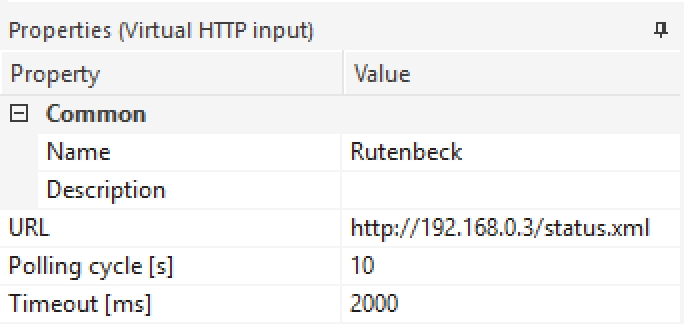 Properties (Virtual HTTP input)
Property Value
Common
Name Rutenbeck
Description
URL http://192.168.0.3/status.xml
Polling cycle [s] 10
Timeout [ms] 2000